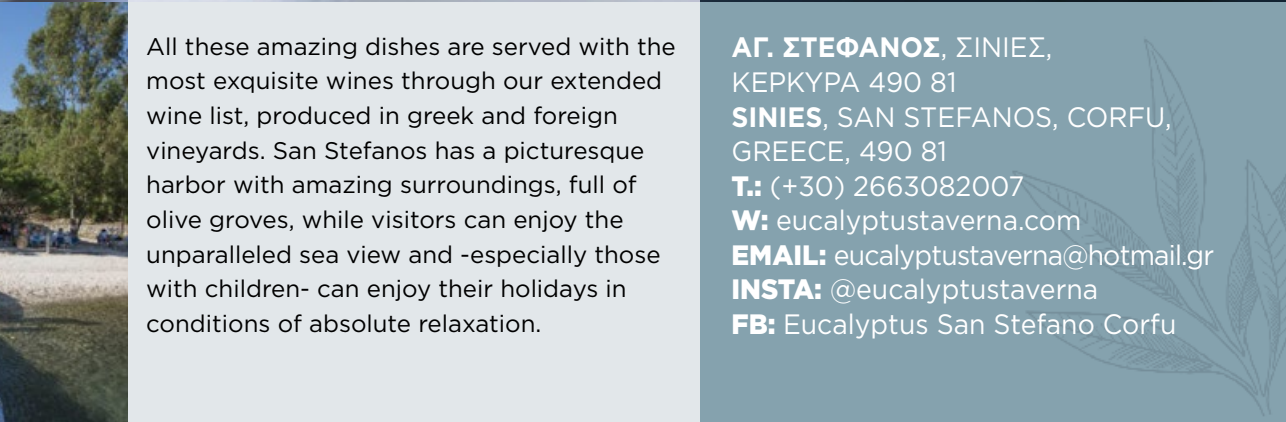 All these amazing dishes are served with the
most exquisite wines through our extended
wine list, produced in greek and foreign
vineyards. San Stefanos has a picturesque
harbor with amazing surroundings, full of
olive groves, while visitors can enjoy the
unparalleled sea view and -especially those
with children- can enjoy their holidays in
conditions of absolute relaxation.
ΑΓ. ΣΤΕΦΑΝΟΣ, ΣΙΝΙΕΣ,
ΚΕΡΚΥΡΑ 490 81
SINIES, SAN STEFANOS, CORFU,
GREECE, 490 81
T.: (+30) 2663082007
W: eucalyptustaverna.com
EMAIL: eucalyptustaverna@hotmail.gr
INSTA: @eucalyptustaverna
FB: Eucalyptus San Stefano Corfu